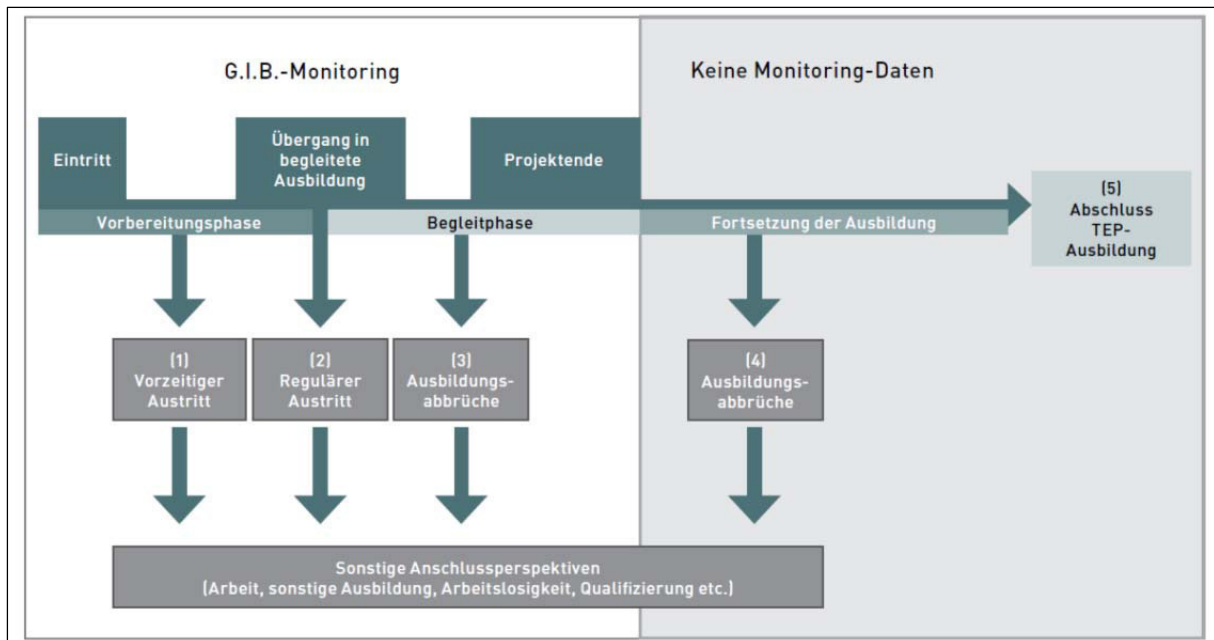 G.I.B.-Monitoring
Keine Monitoring-Daten
Eintritt
Übergang in
begleitete
Ausbildung
Projektende
Vorbereitungsphase
Begleitphase
Fortsetzung der Ausbildung
(5)
Abschluss
TEP-
Ausbildung
(1)
Vorzeitiger
Austritt
(2)
Regulärer
Austritt
(3)
Ausbildungs-
abbrüche
(4)
Ausbildungs-
abbrüche
Sonstige Anschlussperspektiven
(Arbeit, sonstige Ausbildung, Arbeitslosigkeit, Qualifizierung etc.)